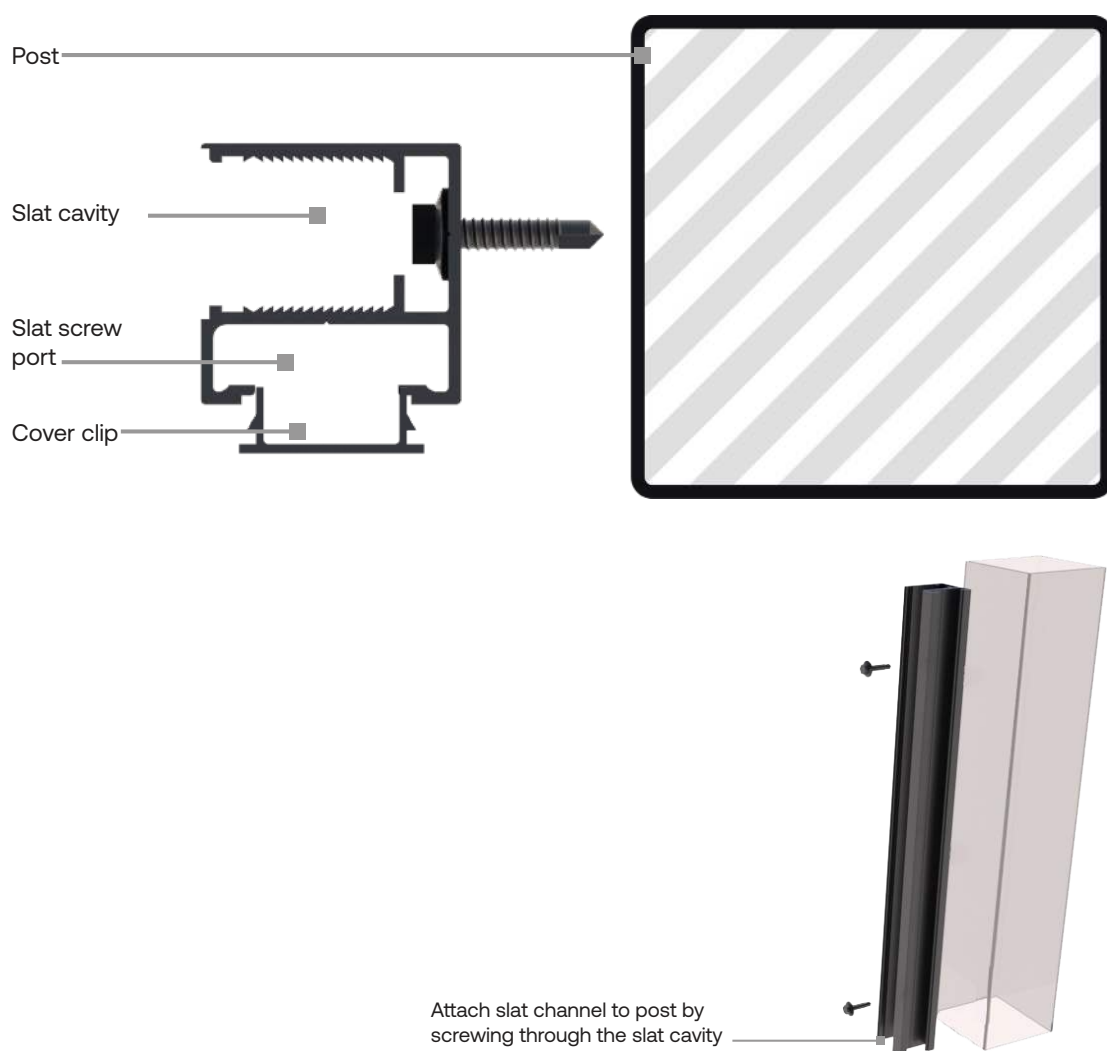 Post
Slat cavity
Slat screw
port
Cover clip
Attach slat channel to post by
screwing through the slat cavity